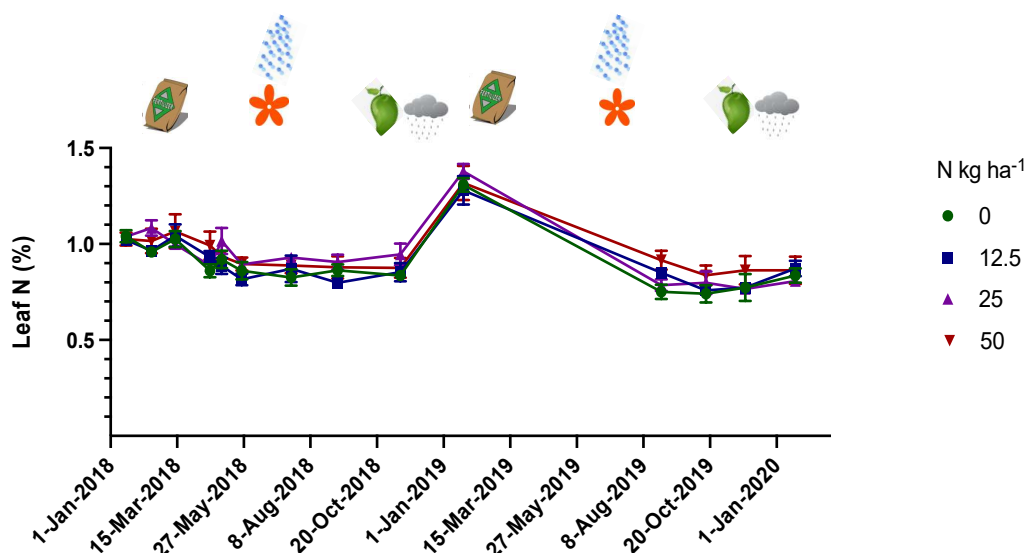 FERTILIZER
1.5
1.0
0.5
Leaf N (%)
1-Jan-2018
15-Mar-2018
27-May-2018
8-Aug-2018
20-Oct-2018
1-Jan-2019
15-Mar-2019
27-May-2019
8-Aug-2019
20-Oct-2019
1-Jan-2020
N kg ha⁻¹
0
12.5
25
50